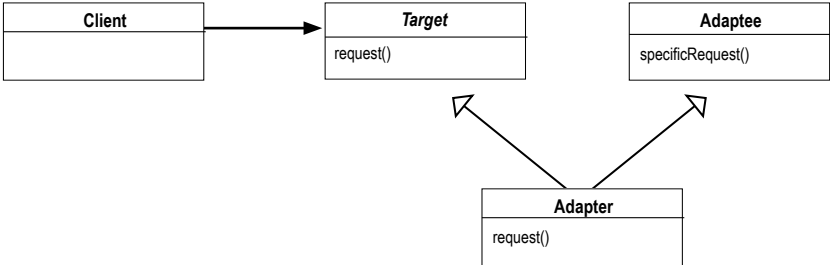 Client
Target
Adaptee
request()
specificRequest()
Adapter
request()